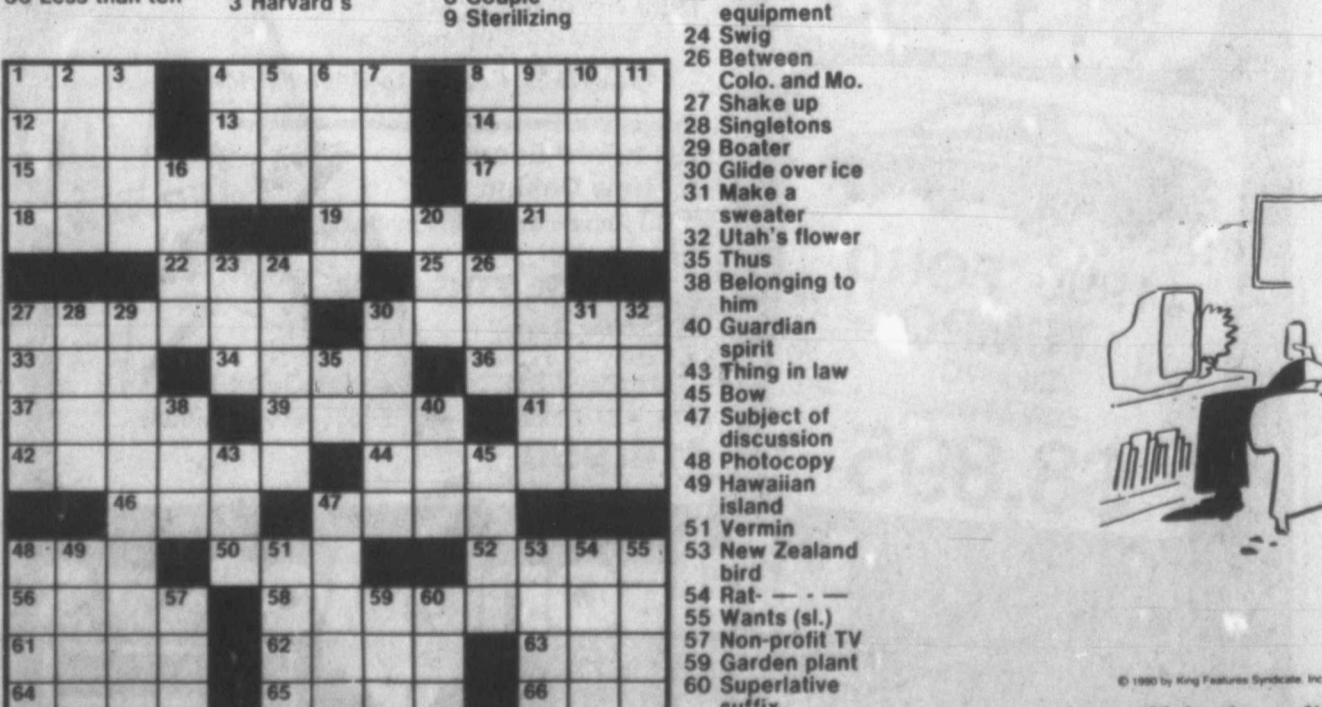 3 Harvard's
9 Sterilizing
1 2 3 4 5 6 7 8 9 10 11
12 13 14
15 16 17
18 19 20 21
22 23 24 25 26
27 28 29 30 31 32
33 34 35 36
37 38 39 40 41
42 43 44 45
46 47
48 49 50 51 52 53 54 55
56 57 58 59 60
61 62 63
64 65 66
equipment
24 Swig
26 Between
Colo. and Mo.
27 Shake up
28 Singletons
29 Boater
30 Glide over ice
31 Make a
sweater
32 Utah's flower
35 Thus
38 Belonging to
him
40 Guardian
spirit
43 Thing in law
45 Bow
47 Subject of
discussion
48 Photocopy
49 Hawaiian
island
51 Vermin
53 New Zealand
bird
54 Rat- — - —
55 Wants (sl.)
57 Non-profit TV
59 Garden plant
60 Superlative
suffix
© 1990 by King Features Syndicate, Inc